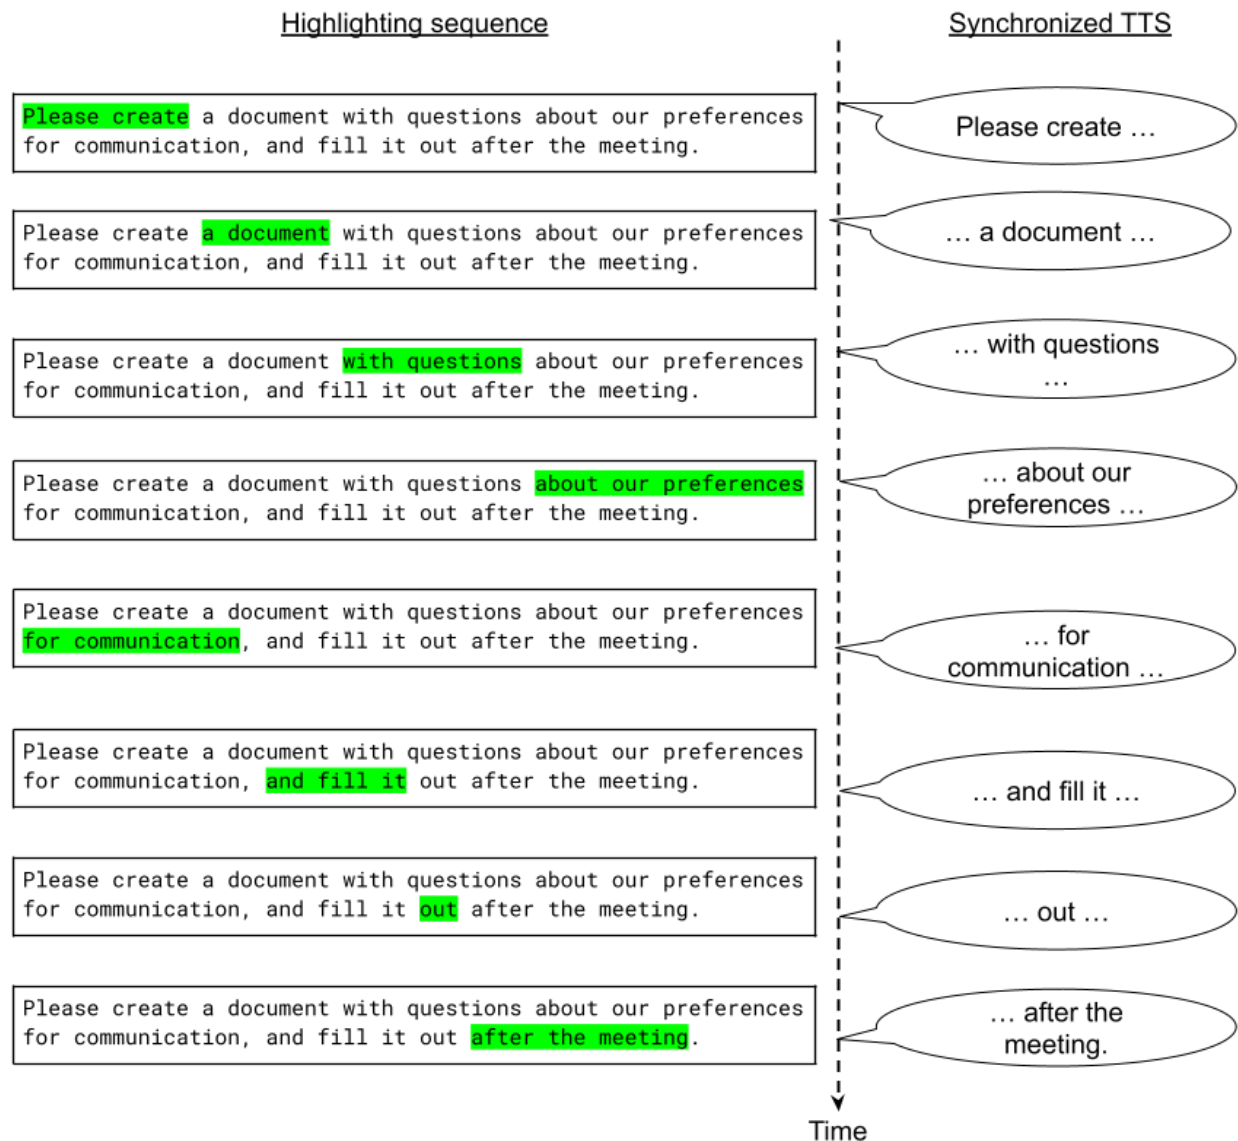 Highlighting sequence
Synchronized TTS
Please create a document with questions about our preferences
for communication, and fill it out after the meeting.
Please create …
Please create a document with questions about our preferences
for communication, and fill it out after the meeting.
… a document …
Please create a document with questions about our preferences
for communication, and fill it out after the meeting.
… with questions
…
Please create a document with questions about our preferences
for communication, and fill it out after the meeting.
… about our
preferences …
Please create a document with questions about our preferences
for communication, and fill it out after the meeting.
… for
communication …
Please create a document with questions about our preferences
for communication, and fill it out after the meeting.
… and fill it …
Please create a document with questions about our preferences
for communication, and fill it out after the meeting.
… out …
Please create a document with questions about our preferences
for communication, and fill it out after the meeting.
… after the
meeting.
Time